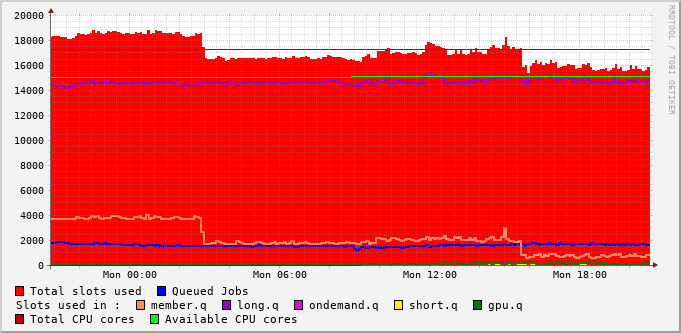 20000
18000
16000
14000
12000
10000
8000
6000
4000
2000
0
Mon 00:00 Mon 06:00 Mon 12:00 Mon 18:00
RRDTOOL / TOBI OETIKER
Total slots used Queued Jobs
Slots used in : member.q long.q ondemand.q short.q gpu.q
Total CPU cores Available CPU cores